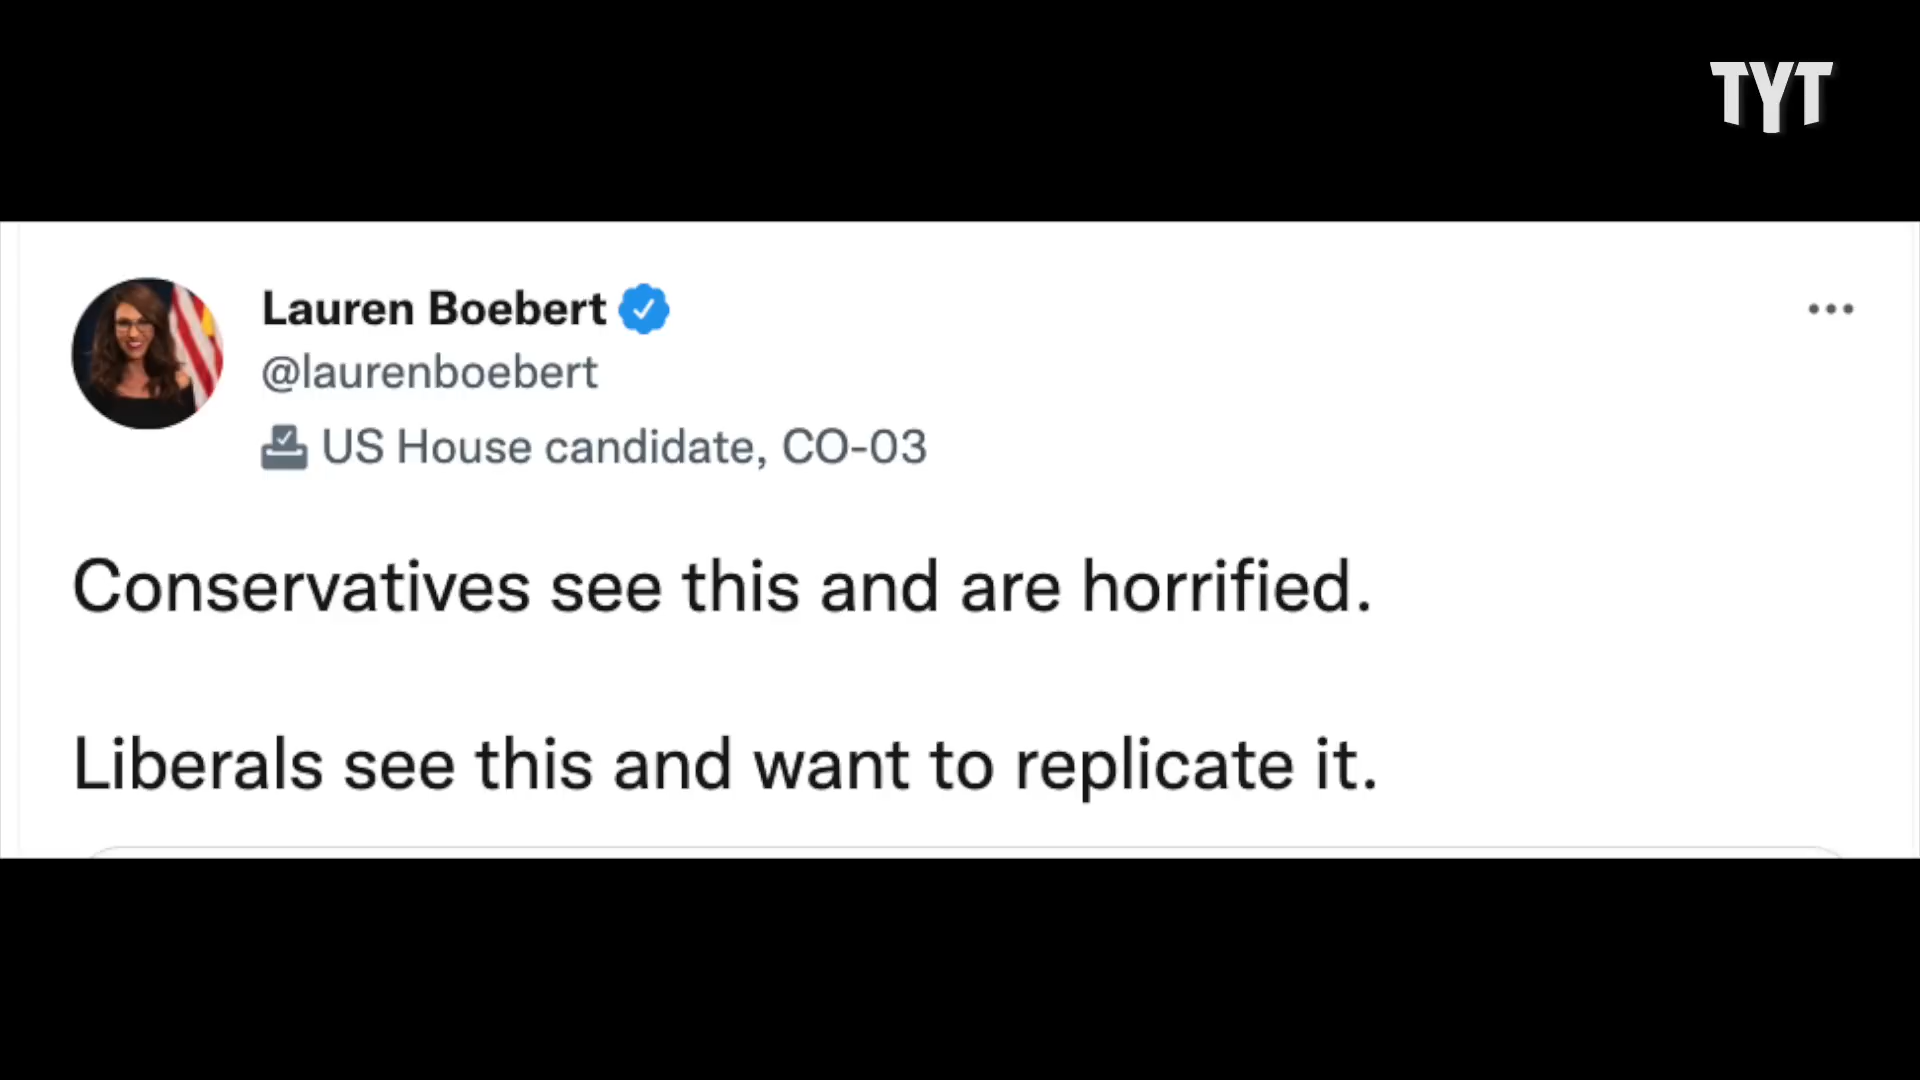 TYT
Lauren Boebert
@laurenboebert
US House candidate, CO-03
Conservatives see this and are horrified.
Liberals see this and want to replicate it.